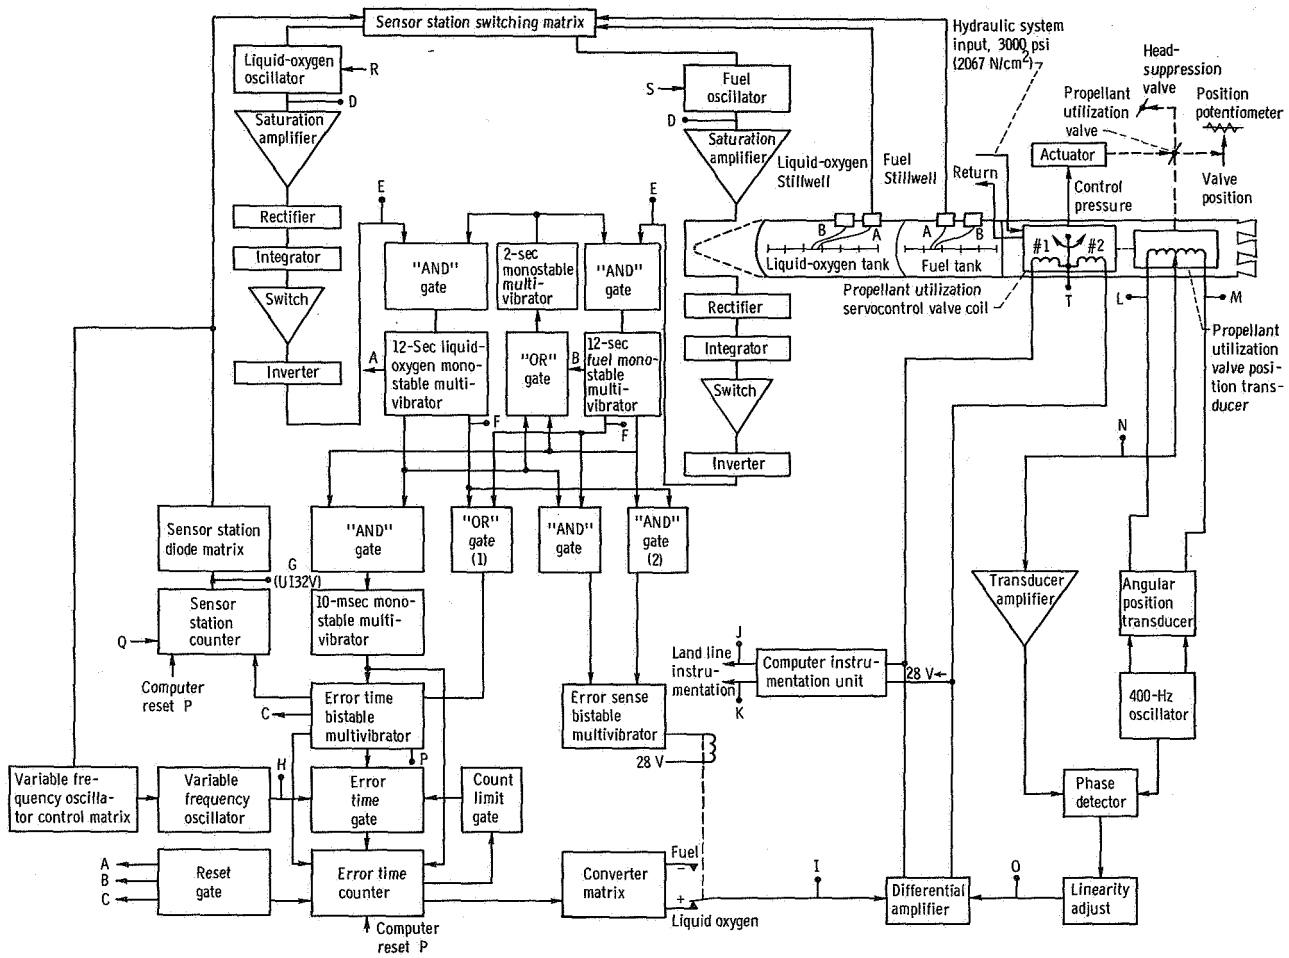 Sensor station switching matrix
Liquid-oxygen
oscillator
R
D
Saturation
amplifier
Rectifier
Integrator
Switch
Inverter
Fuel
oscillator
S
D
Saturation
amplifier
Rectifier
Integrator
Switch
Inverter
Hydraulic system
input, 3000 psi
(2067 N/cm2)
Head-
suppression
valve
Propellant
utilization
valve
Position
potentiometer
Valve
position
Actuator
Control
pressure
Return
Liquid-oxygen
Stillwell
Fuel
Stillwell
B
A
A
B
Liquid-oxygen tank
Fuel tank
#1
#2
T
Propellant utilization
servocontrol valve coil
L
M
Propellant
utilization
valve posi-
tion trans-
ducer
E
E
"AND"
gate
2-sec
monostable
multi-
vibrator
"AND"
gate
12-Sec liquid-
oxygen mono-
stable multi-
vibrator
A
"OR"
gate
B
12-sec
fuel mono-
stable
multi-
vibrator
F
F
Sensor station
diode matrix
G
(U132V)
Sensor
station
counter
Q
Computer
reset P
"AND"
gate
"OR"
gate
(1)
"AND"
gate
"AND"
gate
(2)
10-msec mono-
stable multi-
vibrator
Error time
bistable
multivibrator
C
P
Error sense
bistable
multivibrator
28 V
Land line
instru-
mentation
J
K
Computer instru-
mentation unit
28 V
N
Transducer
amplifier
Angular
position
transducer
400-Hz
oscillator
Phase
detector
Linearity
adjust
O
Differential
amplifier
I
Variable fre-
quency oscilla-
tor control matrix
Variable
frequency
oscillator
H
Error
time
gate
Count
limit
gate
A
B
C
Reset
gate
Error time
counter
Computer
reset P
Converter
matrix
Fuel
−
+
Liquid oxygen